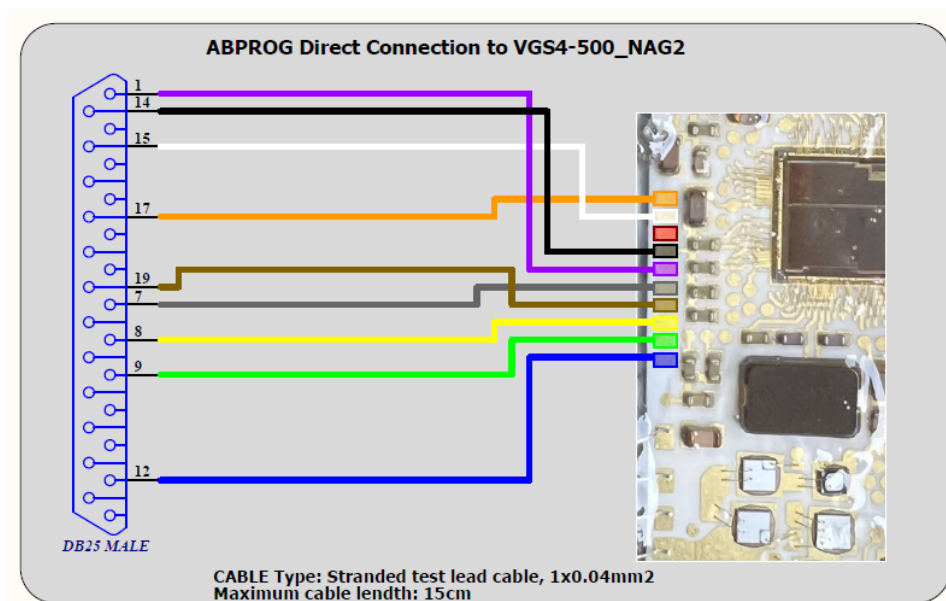 ABPROG Direct Connection to VGS4-500_NAG2
1
14
15
17
19
7
8
9
12
DB25 MALE
CABLE Type: Stranded test lead cable, 1x0.04mm2
Maximum cable lendth: 15cm